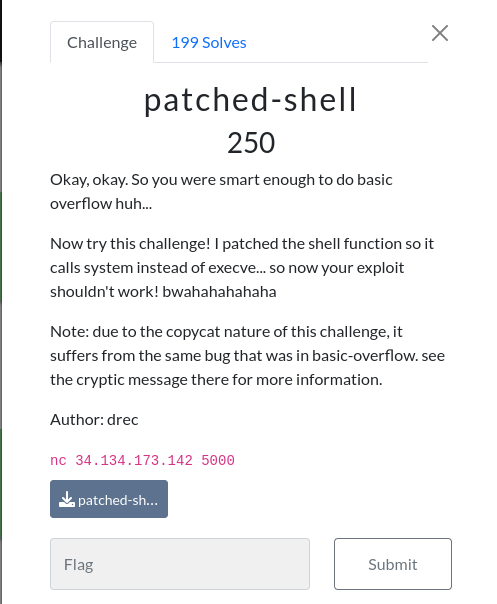 Challenge
199 Solves
patched-shell
250
Okay, okay. So you were smart enough to do basic
overflow huh...
Now try this challenge! I patched the shell function so it
calls system instead of execve... so now your exploit
shouldn't work! bwahahahahaha
Note: due to the copycat nature of this challenge, it
suffers from the same bug that was in basic-overflow. see
the cryptic message there for more information.
Author: drec
nc 34.134.173.142 5000
patched-sh...
Flag
Submit